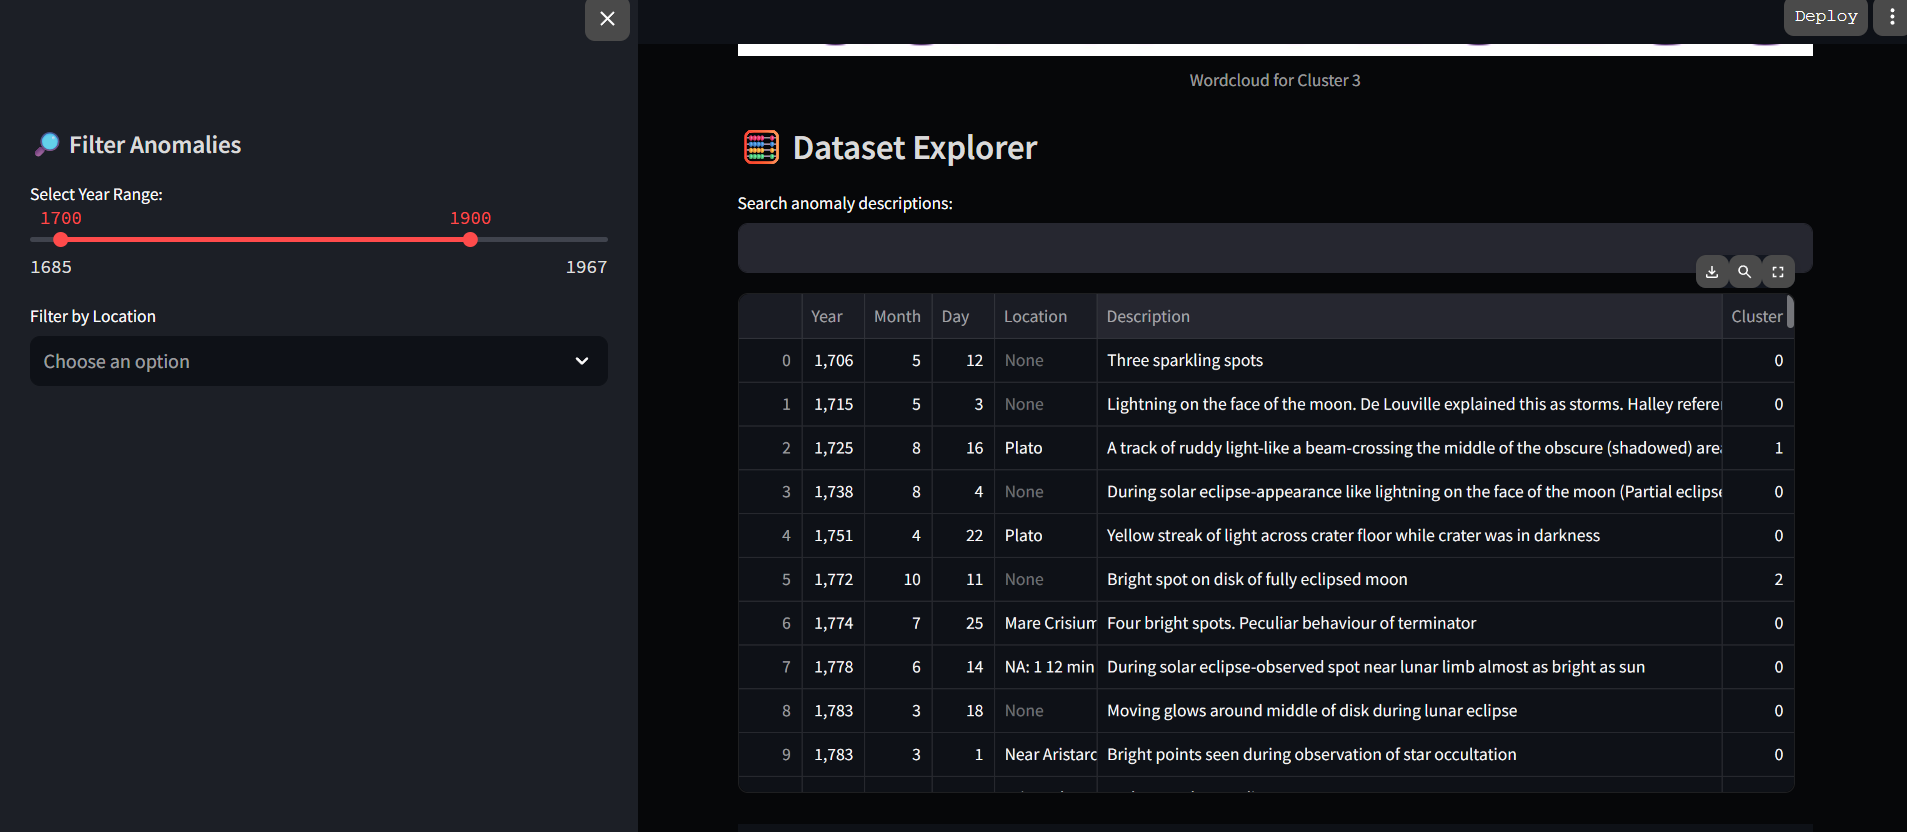 Deploy
Wordcloud for Cluster 3
Filter Anomalies
Select Year Range:
1700 1900
1685 1967
Filter by Location
Choose an option
Dataset Explorer
Search anomaly descriptions:
Year Month Day Location Description Cluster
0 1,706 5 12 None Three sparkling spots 0
1 1,715 5 3 None Lightning on the face of the moon. De Louville explained this as storms. Halley refere 0
2 1,725 8 16 Plato A track of ruddy light-like a beam-crossing the middle of the obscure (shadowed) are 1
3 1,738 8 4 None During solar eclipse-appearance like lightning on the face of the moon (Partial eclipse 0
4 1,751 4 22 Plato Yellow streak of light across crater floor while crater was in darkness 0
5 1,772 10 11 None Bright spot on disk of fully eclipsed moon 2
6 1,774 7 25 Mare Crisium Four bright spots. Peculiar behaviour of terminator 0
7 1,778 6 14 NA: 1 12 min During solar eclipse-observed spot near lunar limb almost as bright as sun 0
8 1,783 3 18 None Moving glows around middle of disk during lunar eclipse 0
9 1,783 3 1 Near Aristarc Bright points seen during observation of star occultation 0